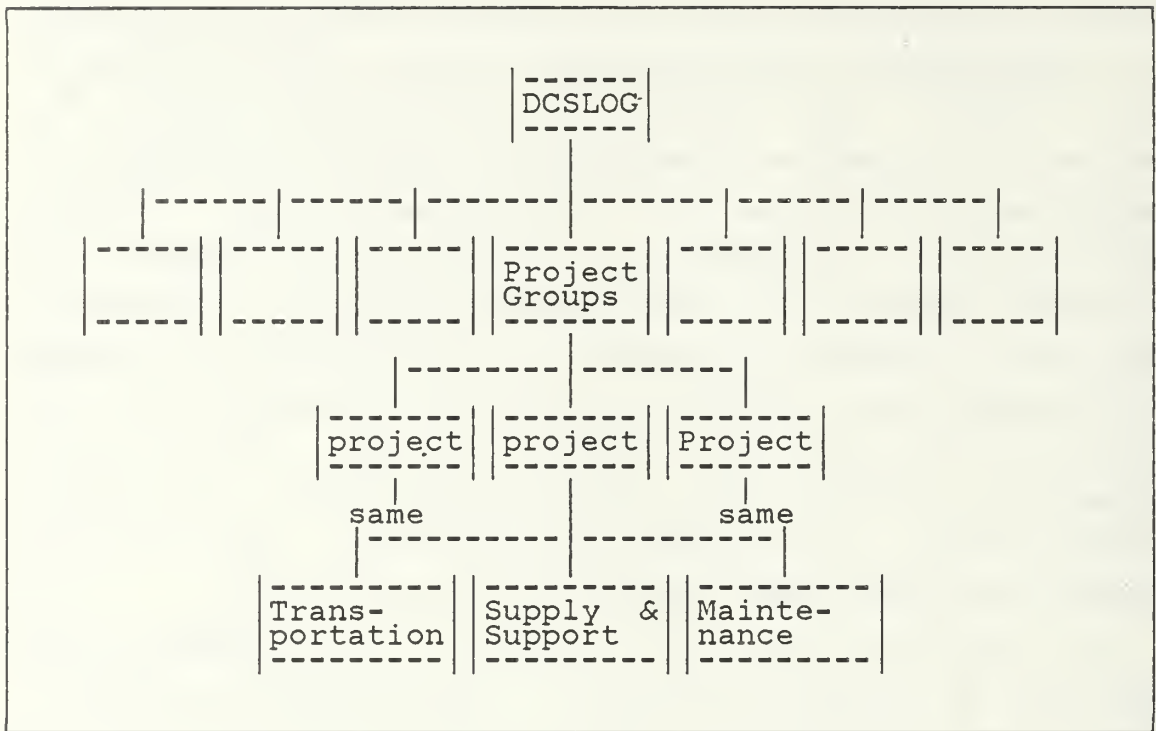 DCSLOG
Project
Groups
project project Project
same same
Trans-
portation
Supply &
Support
Mainte-
nance